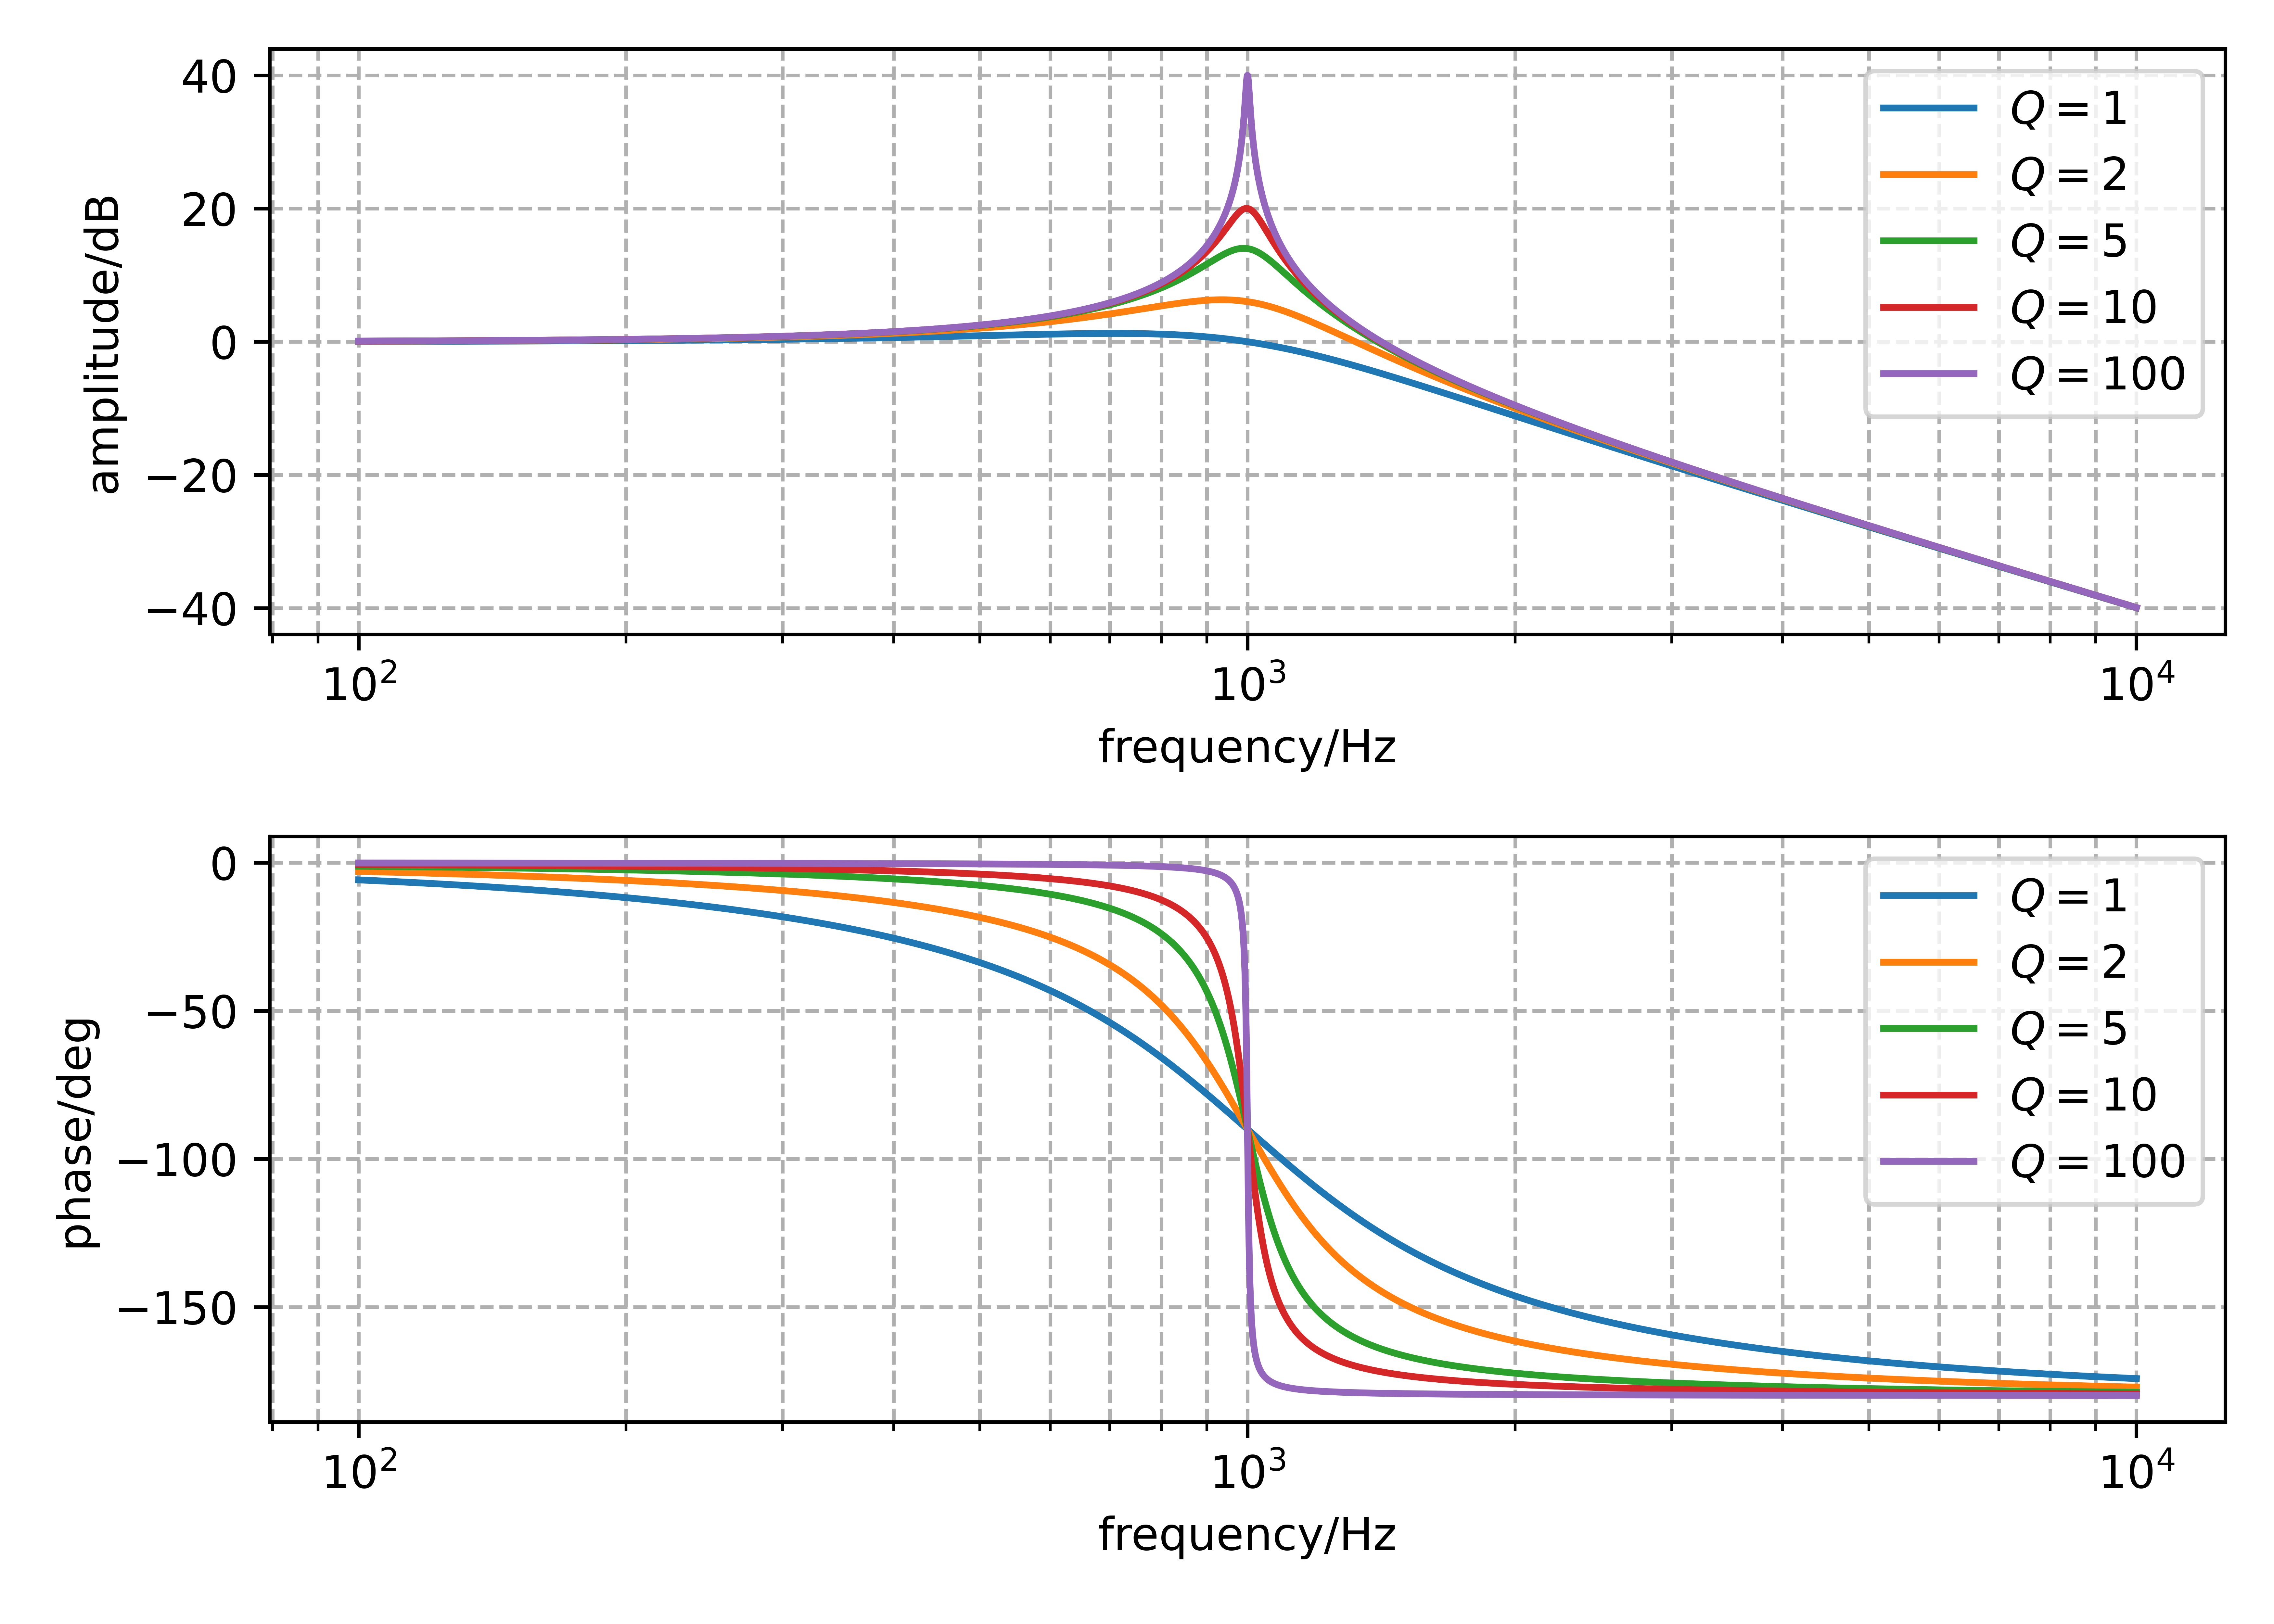 40
20
0
−20
−40
amplitude/dB
10²
10³
10⁴
frequency/Hz
Q = 1
Q = 2
Q = 5
Q = 10
Q = 100
0
−50
−100
−150
phase/deg
10²
10³
10⁴
frequency/Hz
Q = 1
Q = 2
Q = 5
Q = 10
Q = 100